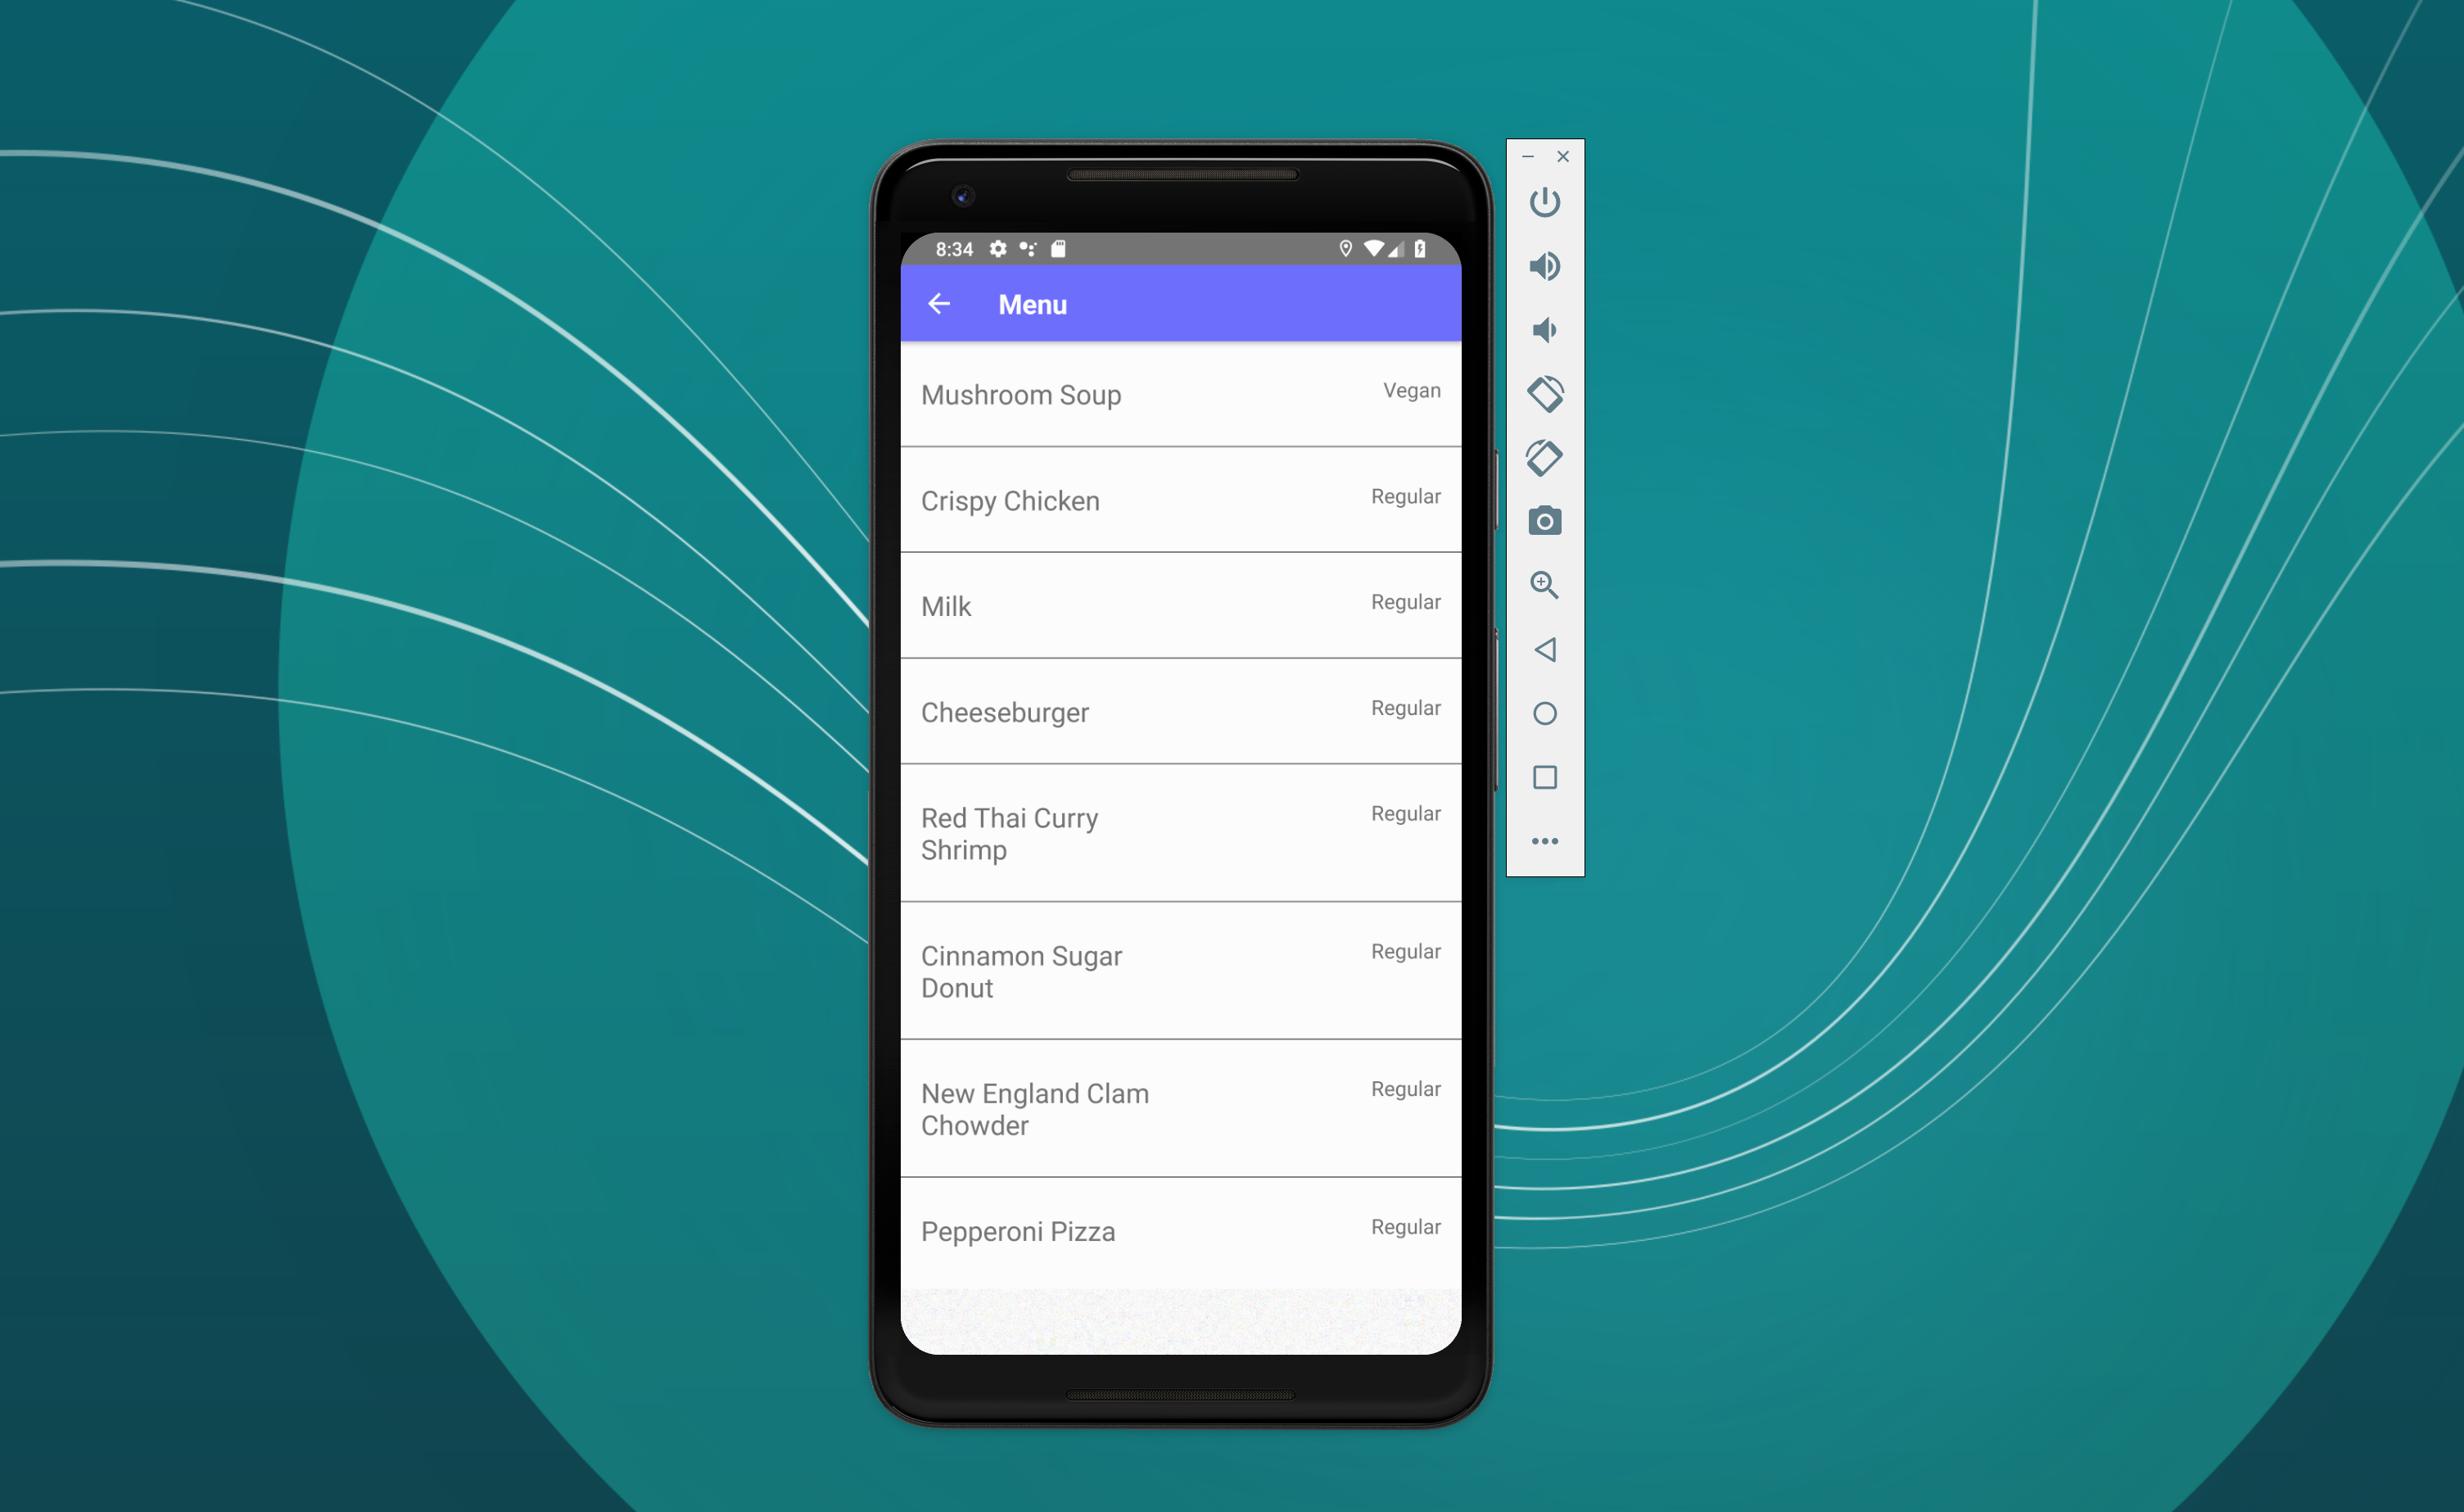 8:34
Menu
Mushroom Soup Vegan
Crispy Chicken Regular
Milk Regular
Cheeseburger Regular
Red Thai Curry Regular
Shrimp
Cinnamon Sugar Regular
Donut
New England Clam Regular
Chowder
Pepperoni Pizza Regular